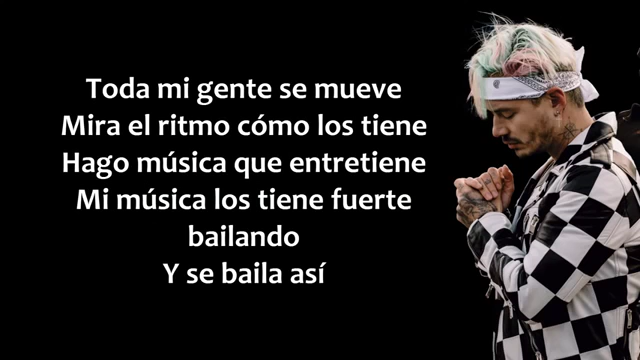 Toda mi gente se mueve
Mira el ritmo cómo los tiene
Hago música que entretiene
Mi música los tiene fuerte
bailando
Y se baila así